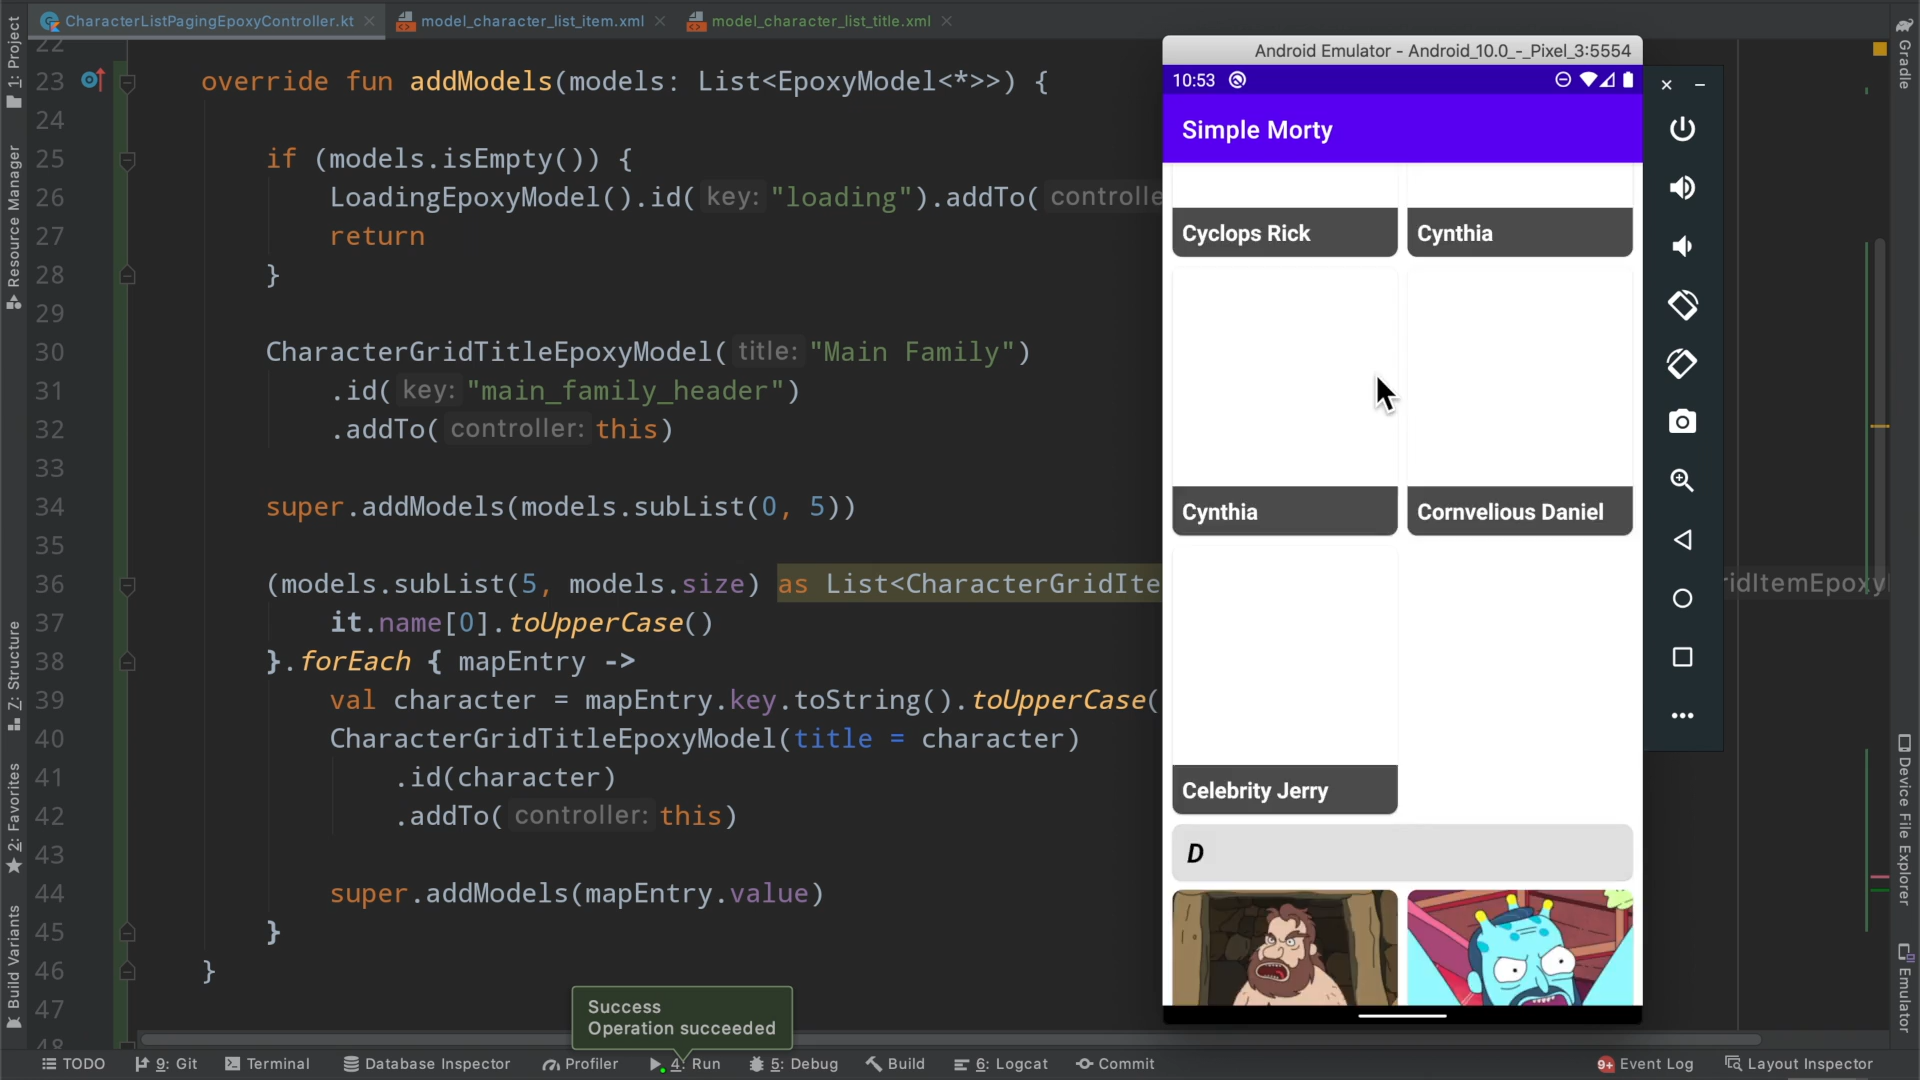 CharacterListPagingEpoxyController.kt
model_character_list_item.xml
model_character_list_title.xml
1: Project
Resource Manager
7: Structure
2: Favorites
Build Variants
22
23 override fun addModels(models: List<EpoxyModel<*>>) {
24
25 if (models.isEmpty()) {
26 LoadingEpoxyModel().id( key: "loading").addTo( controlle
27 return
28 }
29
30 CharacterGridTitleEpoxyModel( title: "Main Family")
31 .id( key: "main_family_header")
32 .addTo( controller: this)
33
34 super.addModels(models.subList(0, 5))
35
36 (models.subList(5, models.size) as List<CharacterGridIte
ridItemEpoxyl
37 it.name[0].toUpperCase()
38 }.forEach { mapEntry ->
39 val character = mapEntry.key.toString().toUpperCase(
40 CharacterGridTitleEpoxyModel(title = character)
41 .id(character)
42 .addTo( controller: this)
43
44 super.addModels(mapEntry.value)
45 }
46 }
47
48
Success
Operation succeeded
Android Emulator - Android_10.0_-_Pixel_3:5554
10:53
Simple Morty
Cyclops Rick
Cynthia
Cynthia
Cornvelious Daniel
Celebrity Jerry
D
Gradle
Device File Explorer
Emulator
TODO
9: Git
Terminal
Database Inspector
Profiler
4: Run
5: Debug
Build
6: Logcat
Commit
9+ Event Log
Layout Inspector